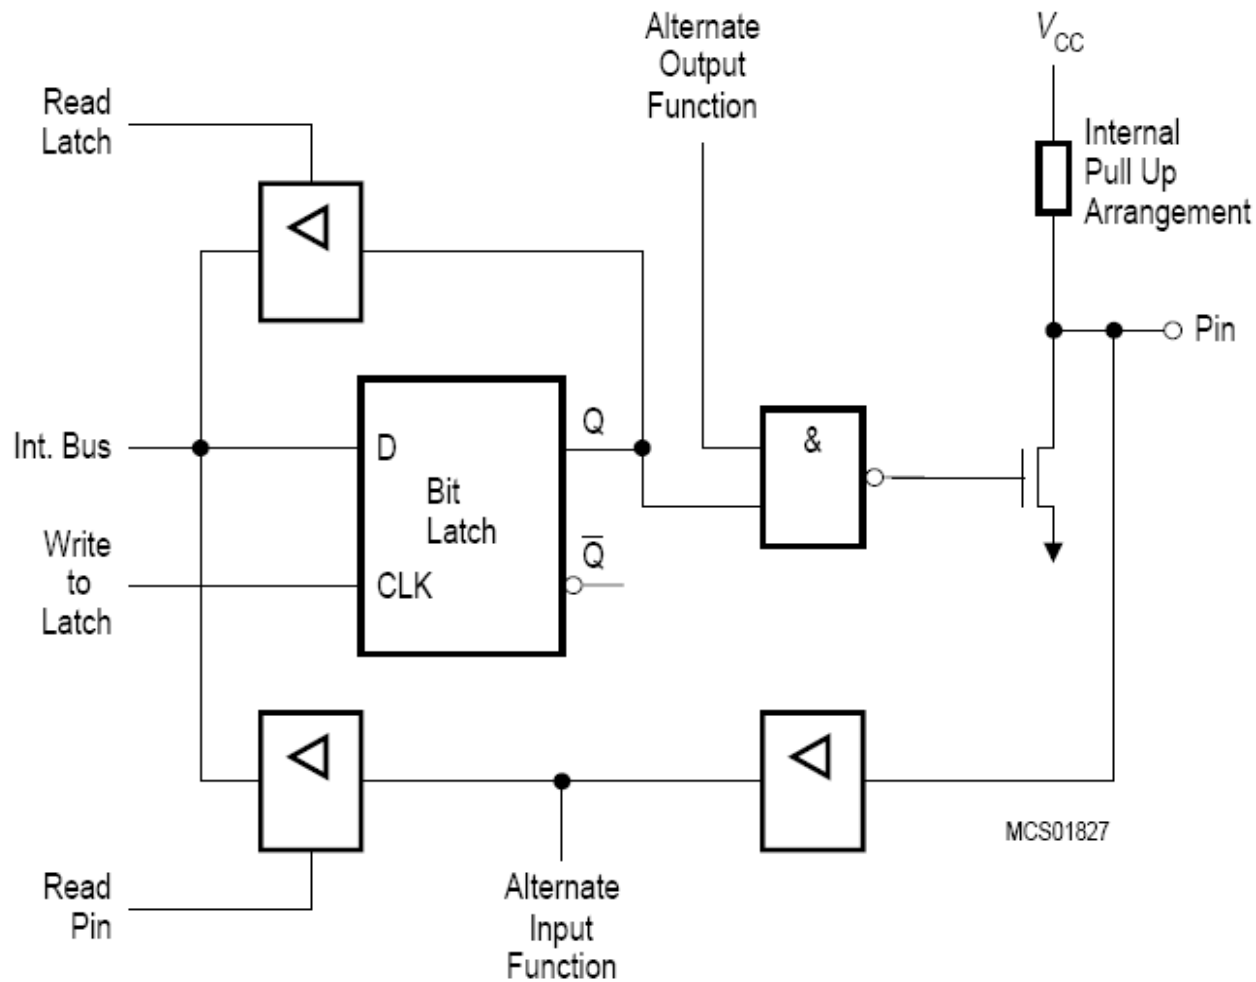 Alternate
Output
Function
V_CC
Read
Latch
Internal
Pull Up
Arrangement
Pin
&
Int. Bus
D
Q
Bit
Latch
Q̅
Write
to
Latch
CLK
MCS01827
Read
Pin
Alternate
Input
Function